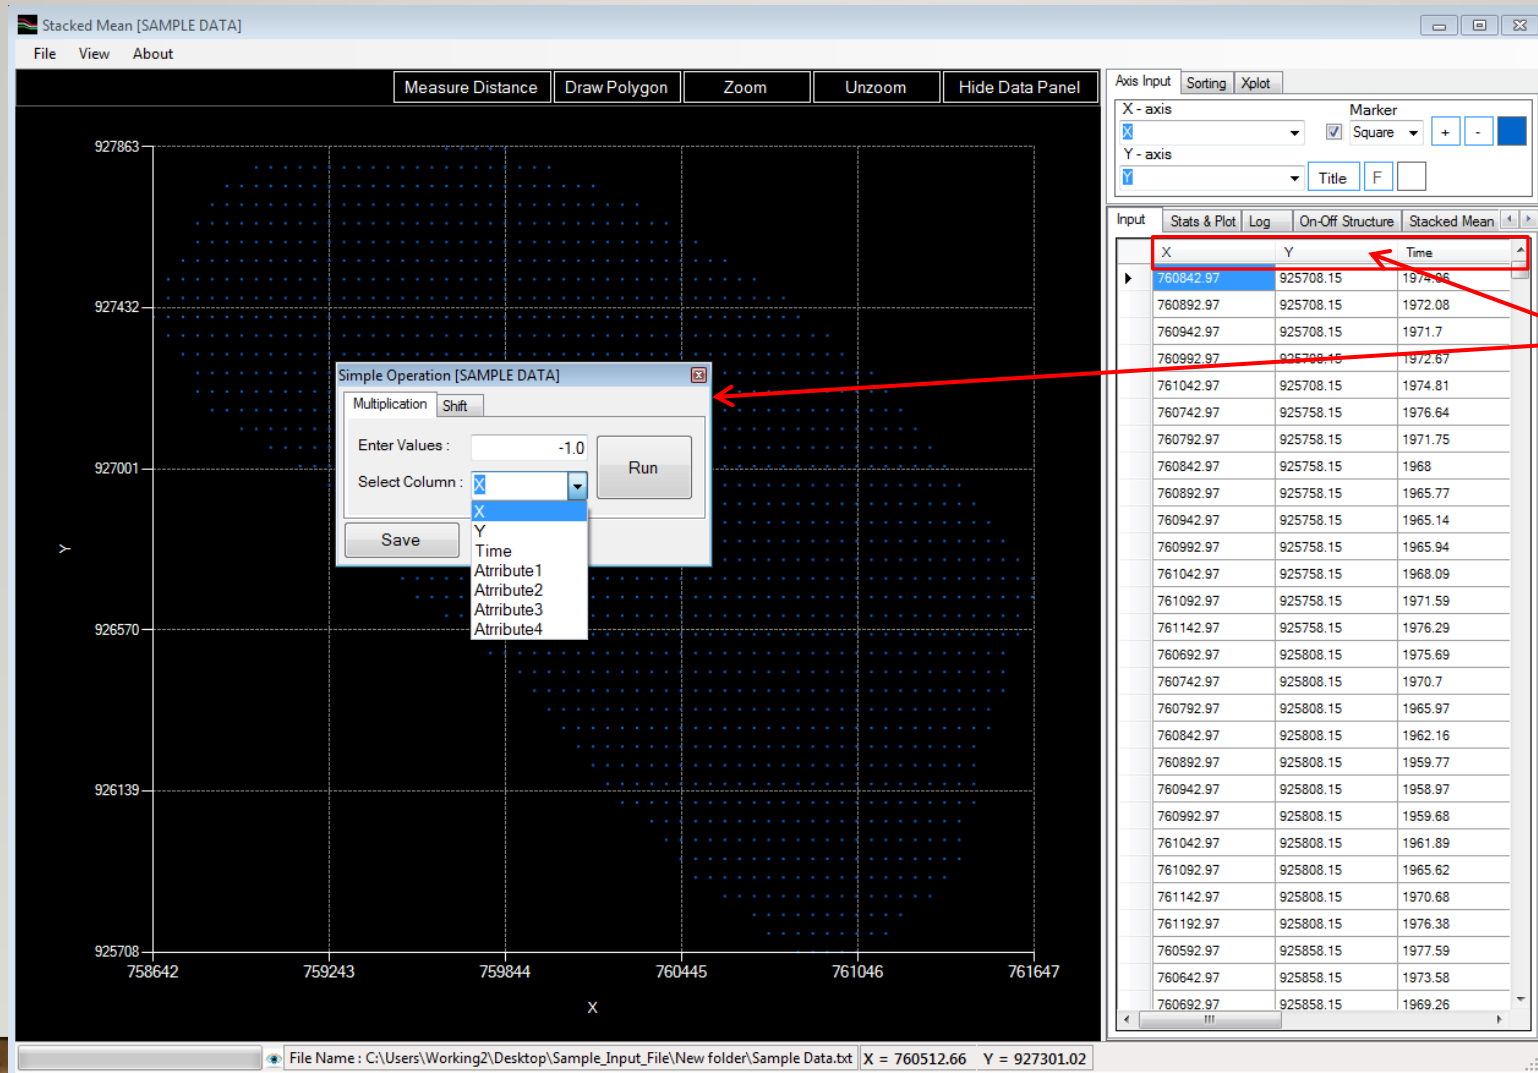 Stacked Mean [SAMPLE DATA]
File View About
Measure Distance Draw Polygon Zoom Unzoom Hide Data Panel
Axis Input Sorting Xplot
X - axis Marker
X Square + -
Y - axis
Y Title F
Input Stats & Plot Log On-Off Structure Stacked Mean
X Y Time
760842.97 925708.15 1974.06
760892.97 925708.15 1972.08
760942.97 925708.15 1971.7
760992.97 925708.15 1972.67
761042.97 925708.15 1974.81
760742.97 925758.15 1976.64
760792.97 925758.15 1971.75
760842.97 925758.15 1968
760892.97 925758.15 1965.77
760942.97 925758.15 1965.14
760992.97 925758.15 1965.94
761042.97 925758.15 1968.09
761092.97 925758.15 1971.59
761142.97 925758.15 1976.29
760692.97 925808.15 1975.69
760742.97 925808.15 1970.7
760792.97 925808.15 1965.97
760842.97 925808.15 1962.16
760892.97 925808.15 1959.77
760942.97 925808.15 1958.97
760992.97 925808.15 1959.68
761042.97 925808.15 1961.89
761092.97 925808.15 1965.62
761142.97 925808.15 1970.68
761192.97 925808.15 1976.38
760592.97 925858.15 1977.59
760642.97 925858.15 1973.58
760692.97 925858.15 1969.26
927863
927432
927001
926570
926139
925708
Y
758642 759243 759844 760445 761046 761647
X
Simple Operation [SAMPLE DATA]
Multiplication Shift
Enter Values : -1.0
Run
Select Column : X
X
Y
Time
Atrribute1
Atrribute2
Atrribute3
Atrribute4
Save
File Name : C:\Users\Working2\Desktop\Sample_Input_File\New folder\Sample Data.txt X = 760512.66 Y = 927301.02